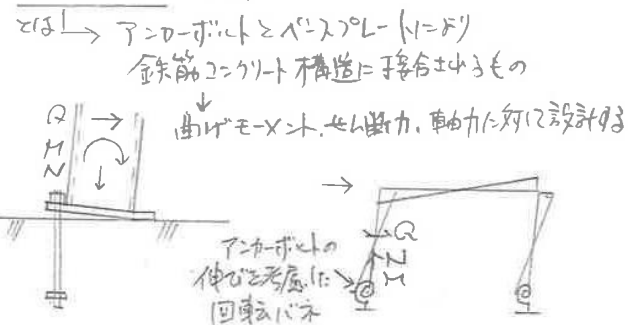 とは！→ アンカーボルトとベースプレートにより
鉄筋コンクリート構造に接合されるもの
↓
曲げモーメント、せん断力、軸力に対して設計する
Q
M
N
アンカーボルトの
伸びを考慮した
回転バネ
Q
N
M